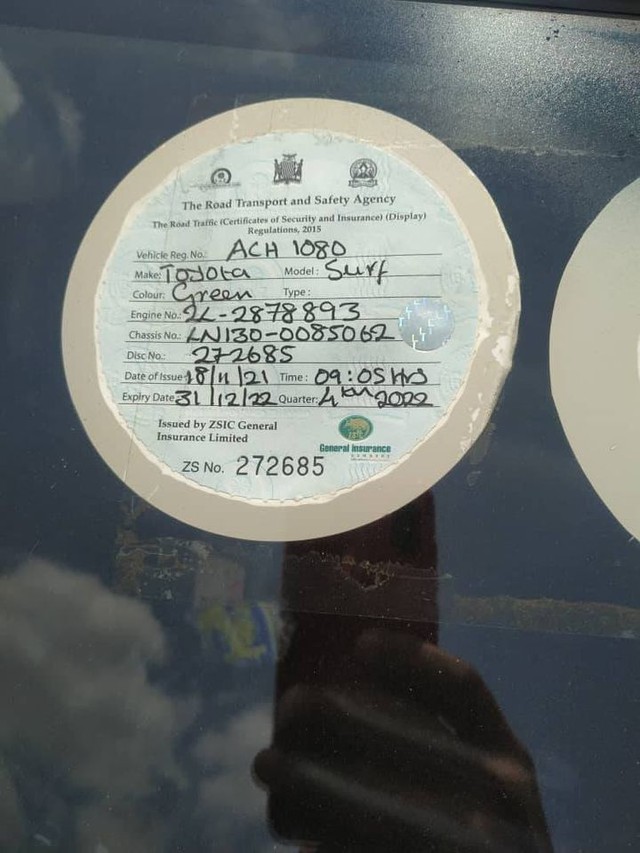 The Road Transport and Safety Agency
The Road Traffic (Certificates of Security and Insurance) (Display)
Regulations, 2015
Vehicle Reg. No.: ACH 1080
Make: Toyota Model: Surf
Colour: Green Type:
Engine No.: 2L-2878893
Chassis No.: LN130-0085062
Disc No.: 272685
Date of Issue 18/11/21 Time: 09:05 Hrs
Expiry Date 31/12/22 Quarter: 4th 2022
Issued by ZSIC General
Insurance Limited
General Insurance
ZS No. 272685